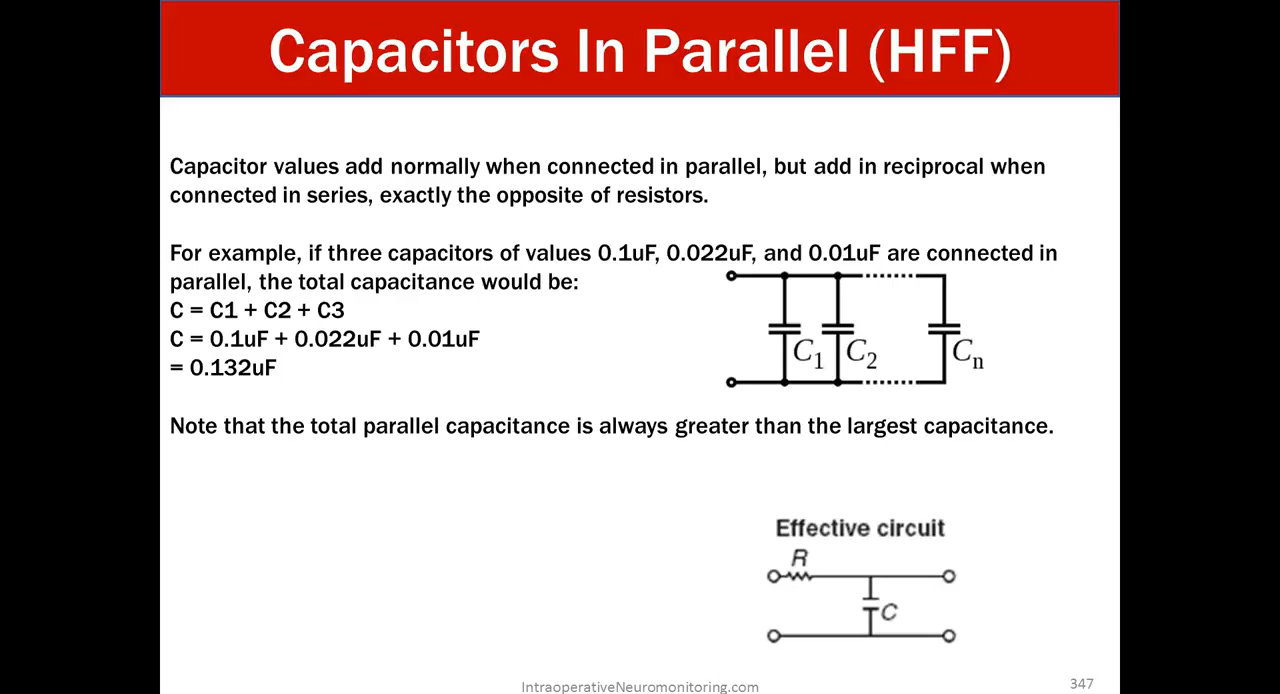 Capacitors In Parallel (HFF)
Capacitor values add normally when connected in parallel, but add in reciprocal when
connected in series, exactly the opposite of resistors.
For example, if three capacitors of values 0.1uF, 0.022uF, and 0.01uF are connected in
parallel, the total capacitance would be:
C = C1 + C2 + C3
C = 0.1uF + 0.022uF + 0.01uF
= 0.132uF
C1 C2 Cn
Note that the total parallel capacitance is always greater than the largest capacitance.
Effective circuit
R
C
IntraoperativeNeuromonitoring.com
347